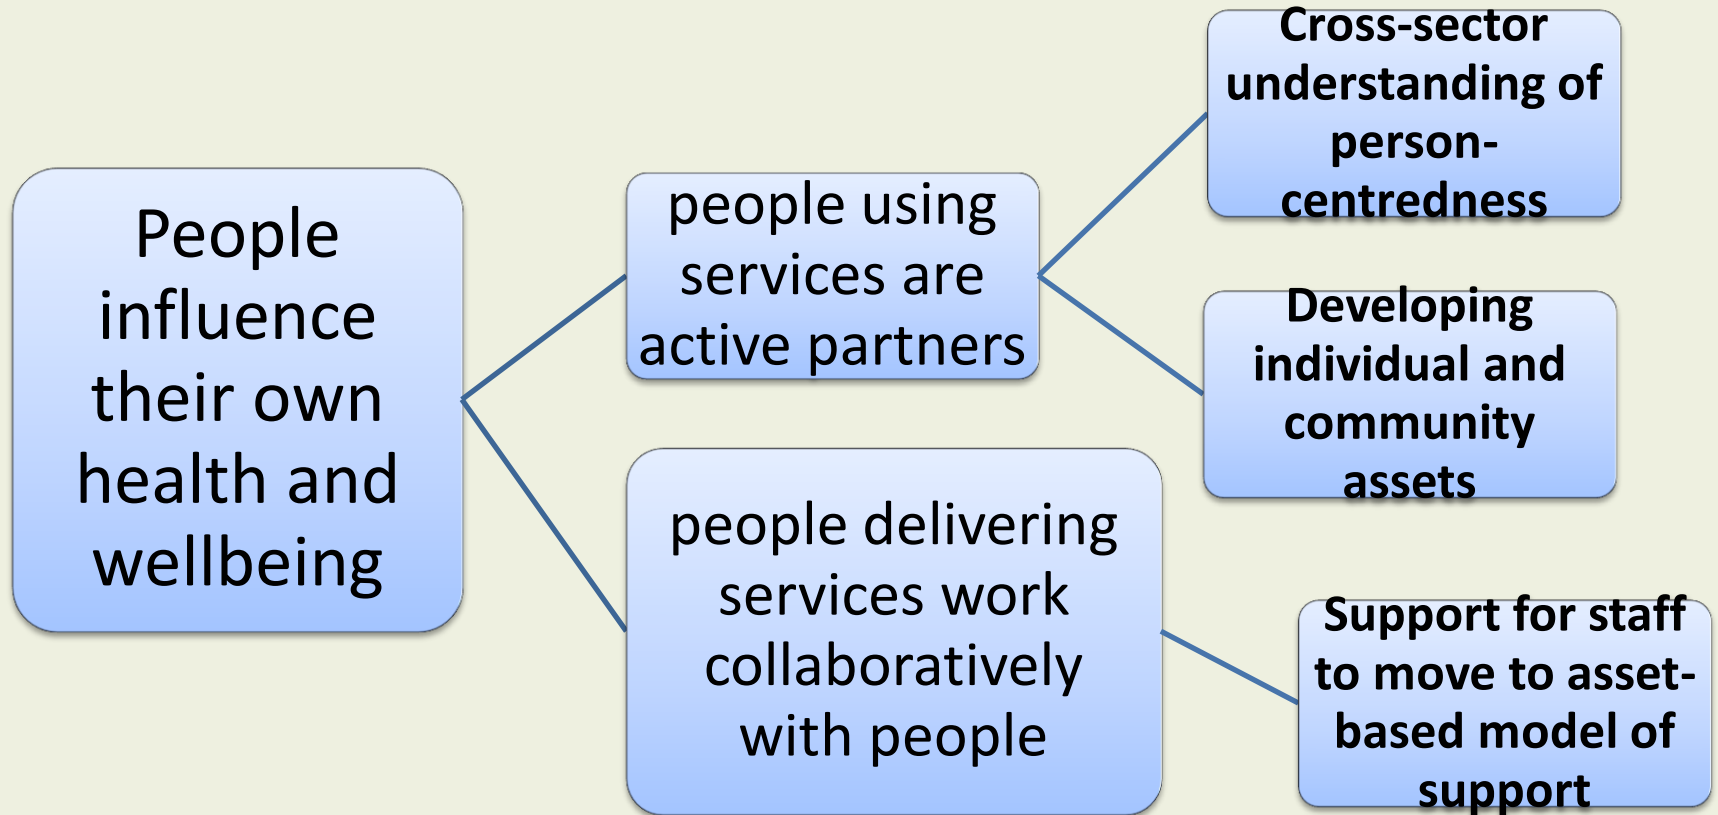 People
influence
their own
health and
wellbeing
people using
services are
active partners
people delivering
services work
collaboratively
with people
Cross-sector
understanding of
person-
centredness
Developing
individual and
community
assets
Support for staff
to move to asset-
based model of
support